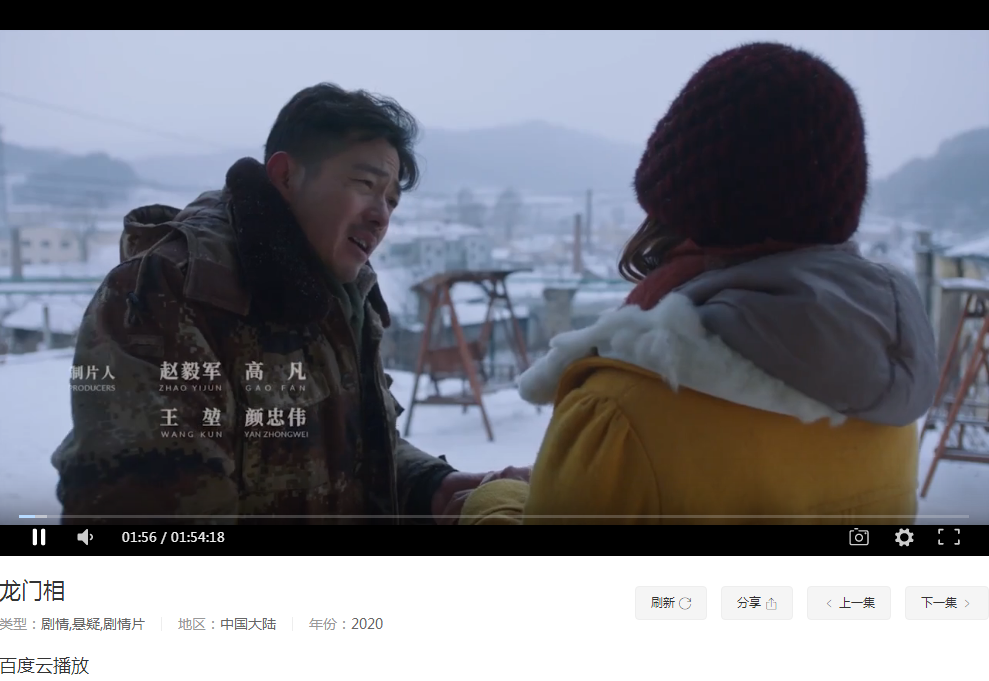 制片人 赵毅军 高 凡
PRODUCERS ZHAO YIJUN GAO FAN
王 堃 颜忠伟
WANG KUN YAN ZHONGWEI
01:56 / 01:54:18
龙门相
刷新 分享 上一集 下一集
类型：剧情,悬疑,剧情片 地区：中国大陆 年份：2020
百度云播放